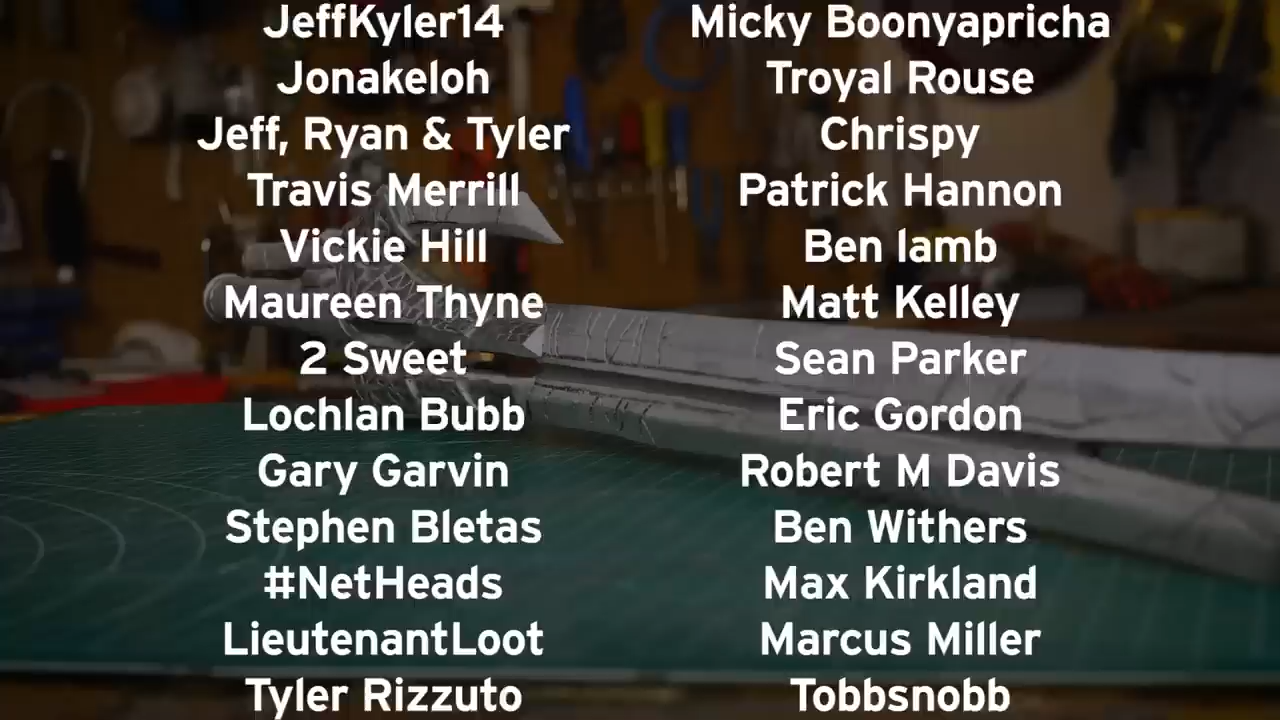 JeffKyler14
Jonakeloh
Jeff, Ryan & Tyler
Travis Merrill
Vickie Hill
Maureen Thyne
2 Sweet
Lochlan Bubb
Gary Garvin
Stephen Bletas
#NetHeads
LieutenantLoot
Tyler Rizzuto
Micky Boonyapricha
Troyal Rouse
Chrispy
Patrick Hannon
Ben lamb
Matt Kelley
Sean Parker
Eric Gordon
Robert M Davis
Ben Withers
Max Kirkland
Marcus Miller
Tobbsnobb